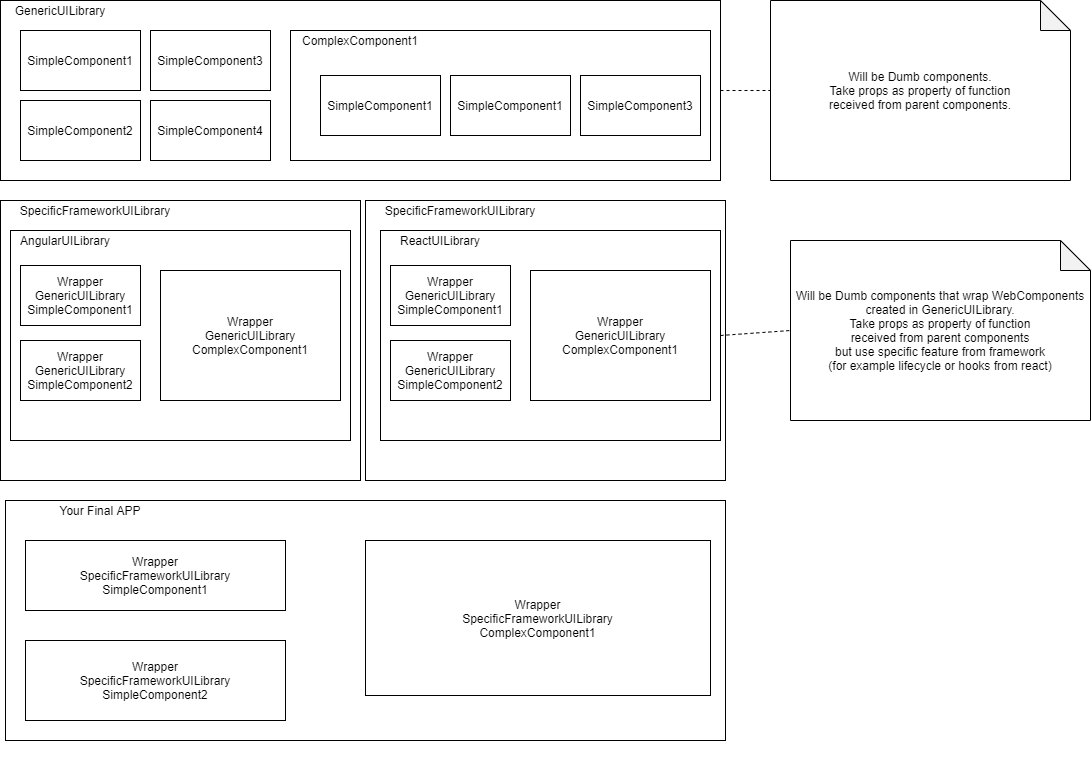 GenericUILibrary
SimpleComponent1
SimpleComponent3
SimpleComponent2
SimpleComponent4
ComplexComponent1
SimpleComponent1
SimpleComponent1
SimpleComponent3
Will be Dumb components.
Take props as property of function
received from parent components.
SpecificFrameworkUILibrary
AngularUILibrary
Wrapper
GenericUILibrary
SimpleComponent1
Wrapper
GenericUILibrary
SimpleComponent2
Wrapper
GenericUILibrary
ComplexComponent1
SpecificFrameworkUILibrary
ReactUILibrary
Wrapper
GenericUILibrary
SimpleComponent1
Wrapper
GenericUILibrary
SimpleComponent2
Wrapper
GenericUILibrary
ComplexComponent1
Will be Dumb components that wrap WebComponents
created in GenericUILibrary.
Take props as property of function
received from parent components
but use specific feature from framework
(for example lifecycle or hooks from react)
Your Final APP
Wrapper
SpecificFrameworkUILibrary
SimpleComponent1
Wrapper
SpecificFrameworkUILibrary
SimpleComponent2
Wrapper
SpecificFrameworkUILibrary
ComplexComponent1